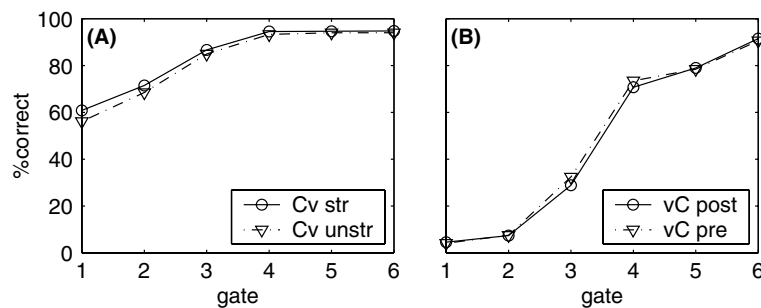 100
80
60
40
20
0
%correct
(A)
Cv str
Cv unstr
1 2 3 4 5 6
gate
(B)
vC post
vC pre
1 2 3 4 5 6
gate